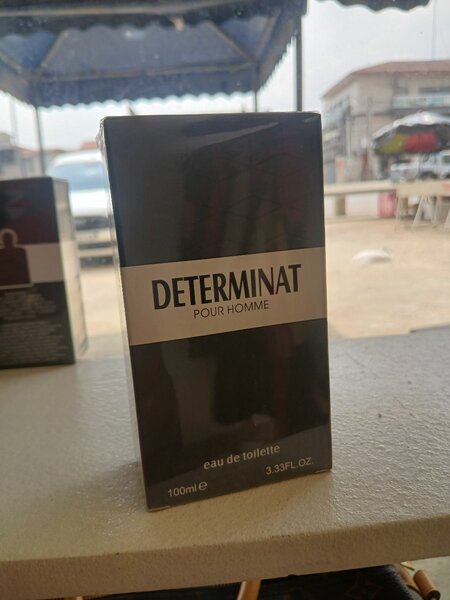 DETERMINAT
POUR HOMME
eau de toilette
100ml e 3.33FL.OZ.